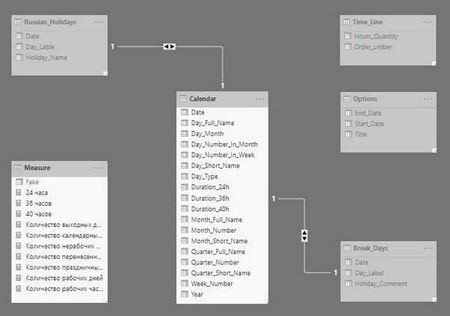 Russian_Holidays
Date
Day_Lable
Holiday_Name
1
1
Time_Line
Hours_Quantity
Order_umber
Options
End_Date
Start_Date
Title
Calendar
Date
Day_Full_Name
Day_Month
Day_Number_In_Month
Day_Number_In_Week
Day_Short_Name
Day_Type
Duration_24h
Duration_36h
Duration_40h
Month_Full_Name
Month_Number
Month_Short_Name
Quarter_Full_Name
Quarter_Number
Quarter_Short_Name
Week_Number
Year
1
1
Measure
Fake
24 часа
36 часов
40 часов
Количество выходных д...
Количество календарны...
Количество нерабочих ...
Количество перенесенн...
Количество праздничны...
Количество рабочих дней
Количество рабочих час...
Break_Days
Date
Day_Label
Holiday_Comment